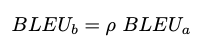 BLEU_b = ρ BLEU_a